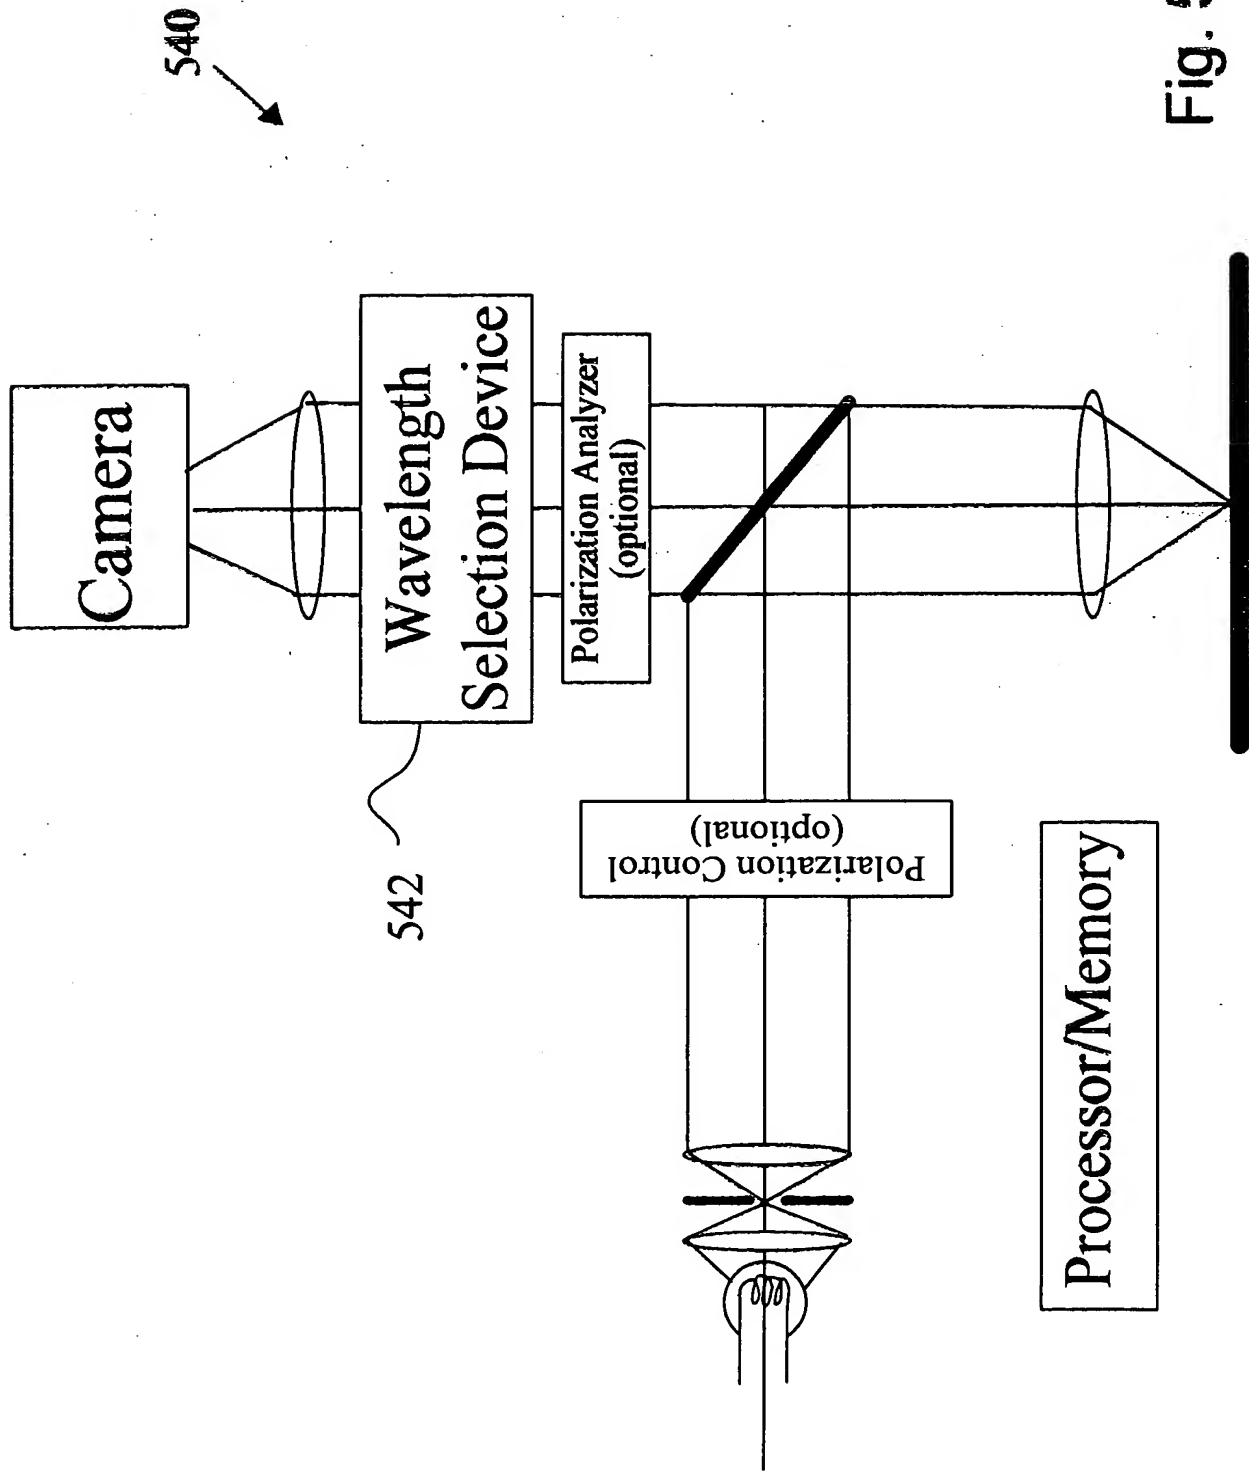 540
Camera
Wavelength
Selection Device
542
Polarization Analyzer
(optional)
Polarization Control
(optional)
Processor/Memory
Fig.